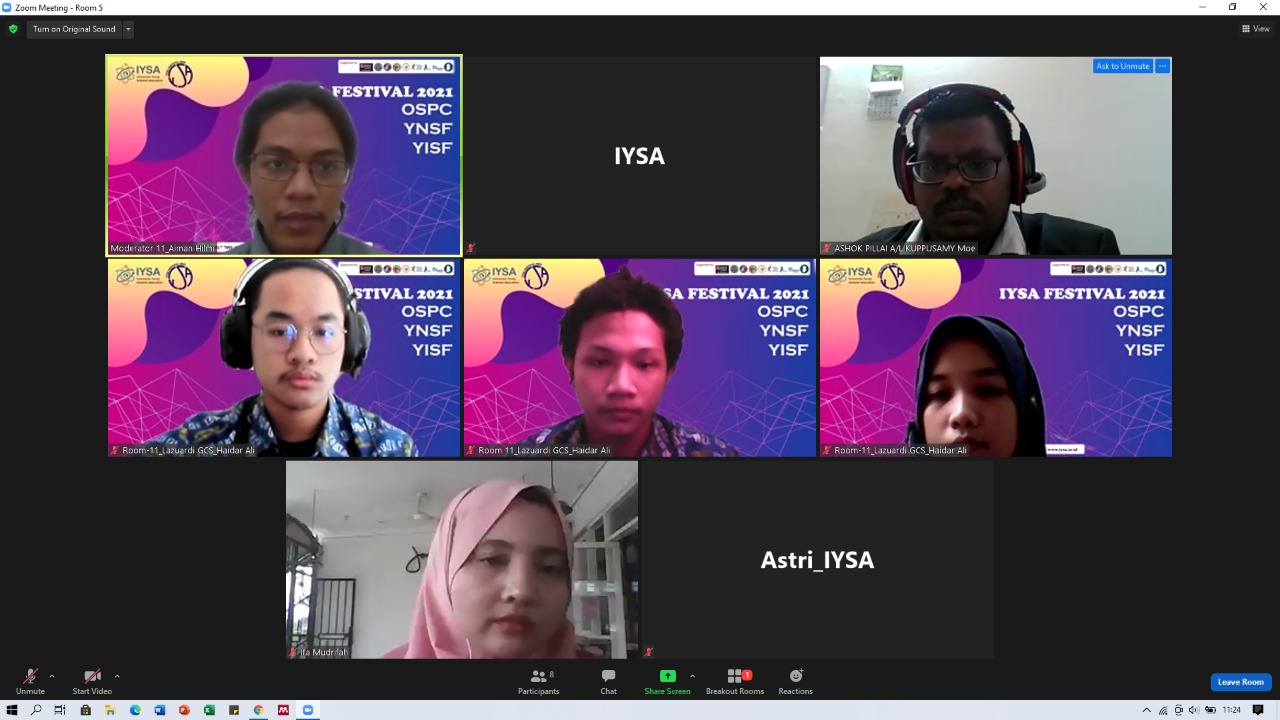 Zoom Meeting - Room 5
Turn on Original Sound
View
IYSA
FESTIVAL 2021
OSPC
YNSF
YISF
Moderator 11_Aiman Hilmi
IYSA
Ask to Unmute
ASHOK PILLAI A/L KUPPUSAMY Moe
IYSA
STIVAL 2021
OSPC
YNSF
YISF
Room-11_Lazuardi GCS_Haidar Ali
IYSA
SA FESTIVAL 2021
OSPC
YNSF
YISF
Room 11_Lazuardi GCS_Haidar Ali
IYSA
IYSA FESTIVAL 2021
OSPC
YNSF
YISF
www.iysa.or.id
Room-11_Lazuardi GCS_Haidar Ali
Ifa Mudrifah
Astri_IYSA
Unmute
Start Video
Participants
8
Chat
Share Screen
Breakout Rooms
1
Reactions
Leave Room
11:24